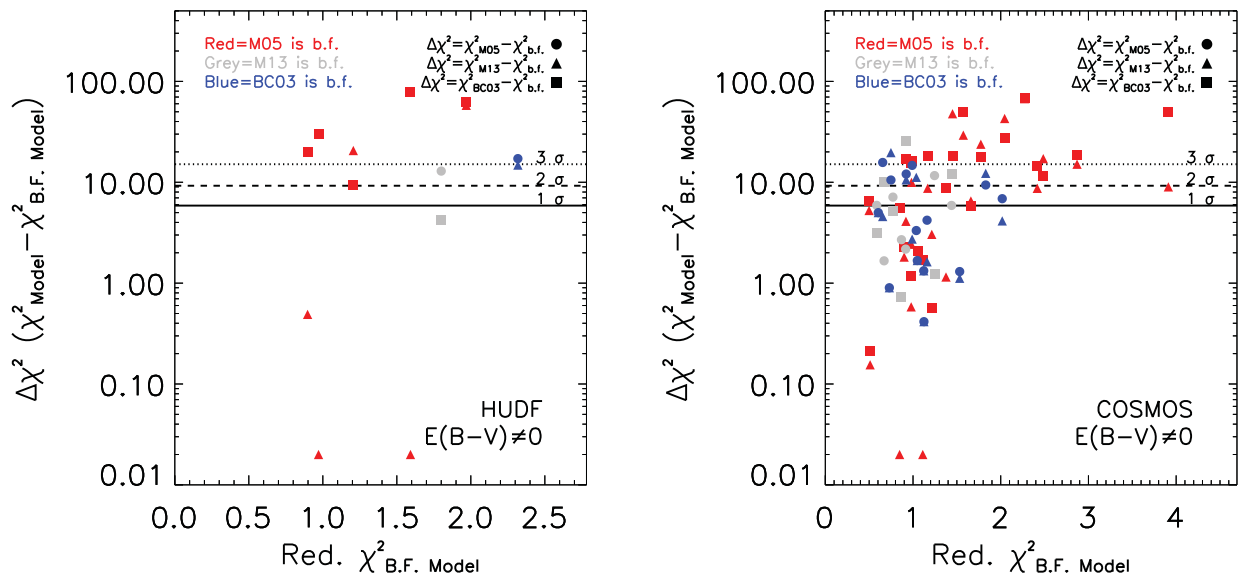 Red=M05 is b.f.
Grey=M13 is b.f.
Blue=BC03 is b.f.
Δχ²=χ²M05−χ²b.f.
Δχ²=χ²M13−χ²b.f.
Δχ²=χ²BC03−χ²b.f.
3 σ
2 σ
1 σ
HUDF
E(B−V)≠0
100.00
10.00
1.00
0.10
0.01
0.0 0.5 1.0 1.5 2.0 2.5
Δχ² (χ²Model−χ²B.F. Model)
Red. χ²B.F. Model
Red=M05 is b.f.
Grey=M13 is b.f.
Blue=BC03 is b.f.
Δχ²=χ²M05−χ²b.f.
Δχ²=χ²M13−χ²b.f.
Δχ²=χ²BC03−χ²b.f.
3 σ
2 σ
1 σ
COSMOS
E(B−V)≠0
100.00
10.00
1.00
0.10
0.01
0 1 2 3 4
Δχ² (χ²Model−χ²B.F. Model)
Red. χ²B.F. Model